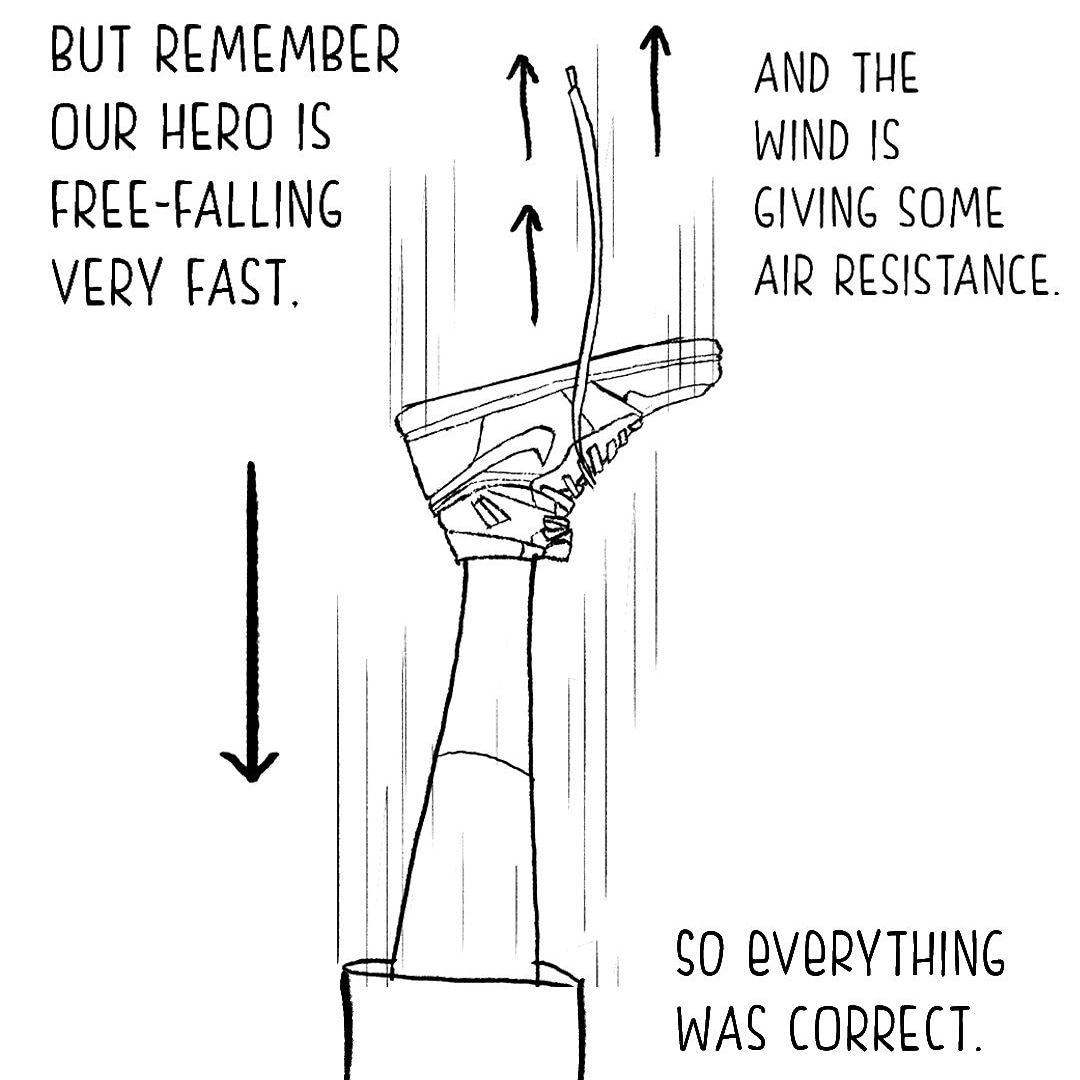 BUT REMEMBER
OUR HERO IS
FREE-FALLING
VERY FAST.
AND THE
WIND IS
GIVING SOME
AIR RESISTANCE.
SO EVERYTHING
WAS CORRECT.